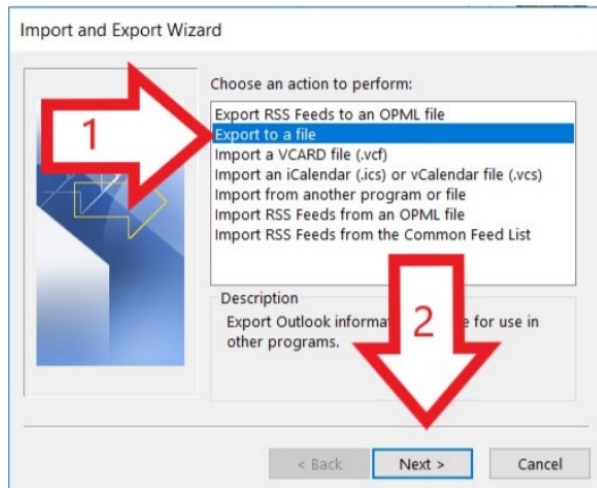 Import and Export Wizard
Choose an action to perform:
Export RSS Feeds to an OPML file
1
Export to a file
Import a VCARD file (.vcf)
Import an iCalendar (.ics) or vCalendar file (.vcs)
Import from another program or file
Import RSS Feeds from an OPML file
Import RSS Feeds from the Common Feed List
Description
2
Export Outlook for use in
other programs.
< Back Next > Cancel